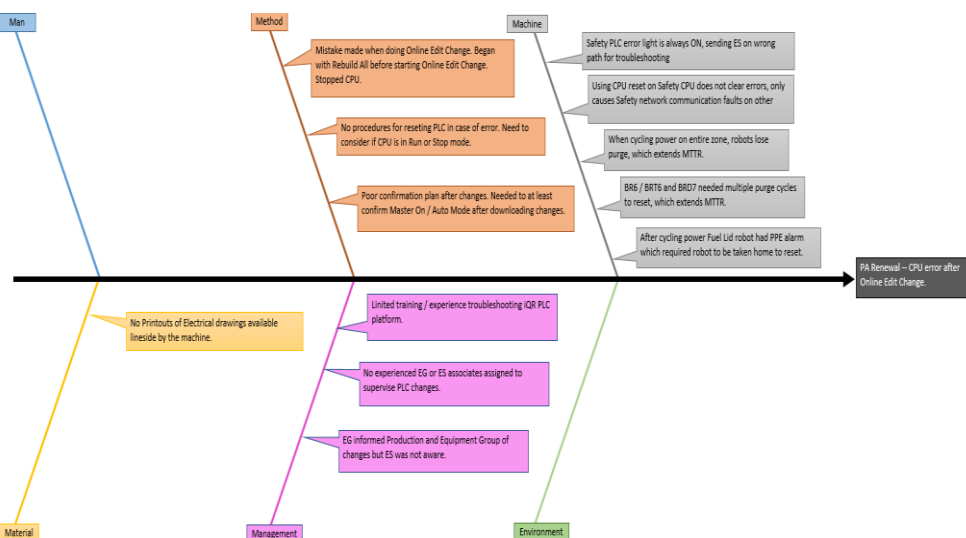 Man
Method
Machine
Mistake made when doing Online Edit Change. Began
with Rebuild All before starting Online Edit Change.
Stopped CPU.
No procedures for resetting PLC in case of error. Need to
consider if CPU is in Run or Stop mode.
Poor confirmation plan after changes. Needed to at least
confirm Master On / Auto Mode after downloading changes.
Safety PLC error light is always ON, sending ES on wrong
path for troubleshooting
Using CPU reset on Safety CPU does not clear errors, only
causes Safety network communication faults on other
When cycling power on entire zone, robots lose
purge, which extends MTTR.
BR6 / BRT6 and BRD7 needed multiple purge cycles
to reset, which extends MTTR.
After cycling power Fuel Lid robot had PPE alarm
which required robot to be taken home to reset.
PA Renewal – CPU error after
Online Edit Change.
No Printouts of Electrical drawings available
lineside by the machine.
Limited training / experience troubleshooting iQR PLC
platform.
No experienced EG or ES associates assigned to
supervise PLC changes.
EG informed Production and Equipment Group of
changes but ES was not aware.
Material
Management
Environment